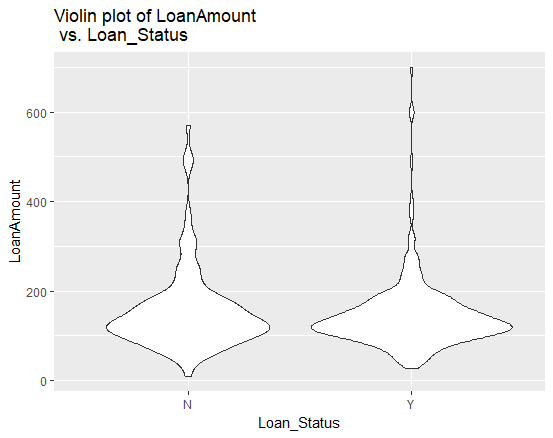 Violin plot of LoanAmount
vs. Loan_Status
600
400
200
0
LoanAmount
N
Y
Loan_Status